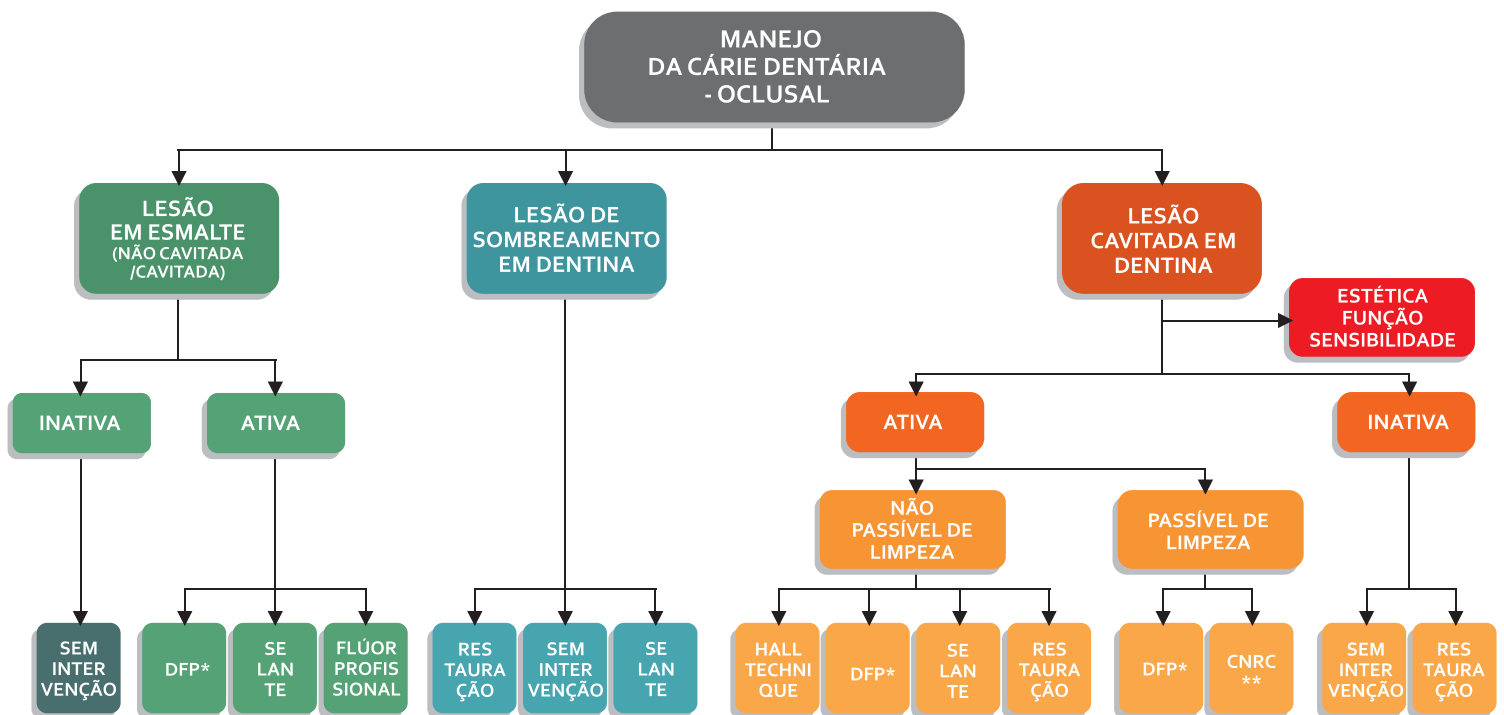 MANEJO
DA CÁRIE DENTÁRIA
- OCLUSAL
LESÃO
EM ESMALTE
(NÃO CAVITADA
/CAVITADA)
LESÃO DE
SOMBREAMENTO
EM DENTINA
LESÃO
CAVITADA EM
DENTINA
ESTÉTICA
FUNÇÃO
SENSIBILIDADE
INATIVA
ATIVA
ATIVA
INATIVA
NÃO
PASSÍVEL DE
LIMPEZA
PASSÍVEL DE
LIMPEZA
SEM
INTER
VENÇÃO
DFP*
SE
LAN
TE
FLÚOR
PROFIS
SIONAL
RES
TAURA
ÇÃO
SEM
INTER
VENÇÃO
SE
LAN
TE
HALL
TECHNI
QUE
DFP*
SE
LAN
TE
RES
TAURA
ÇÃO
DFP*
CNRC
**
SEM
INTER
VENÇÃO
RES
TAURA
ÇÃO